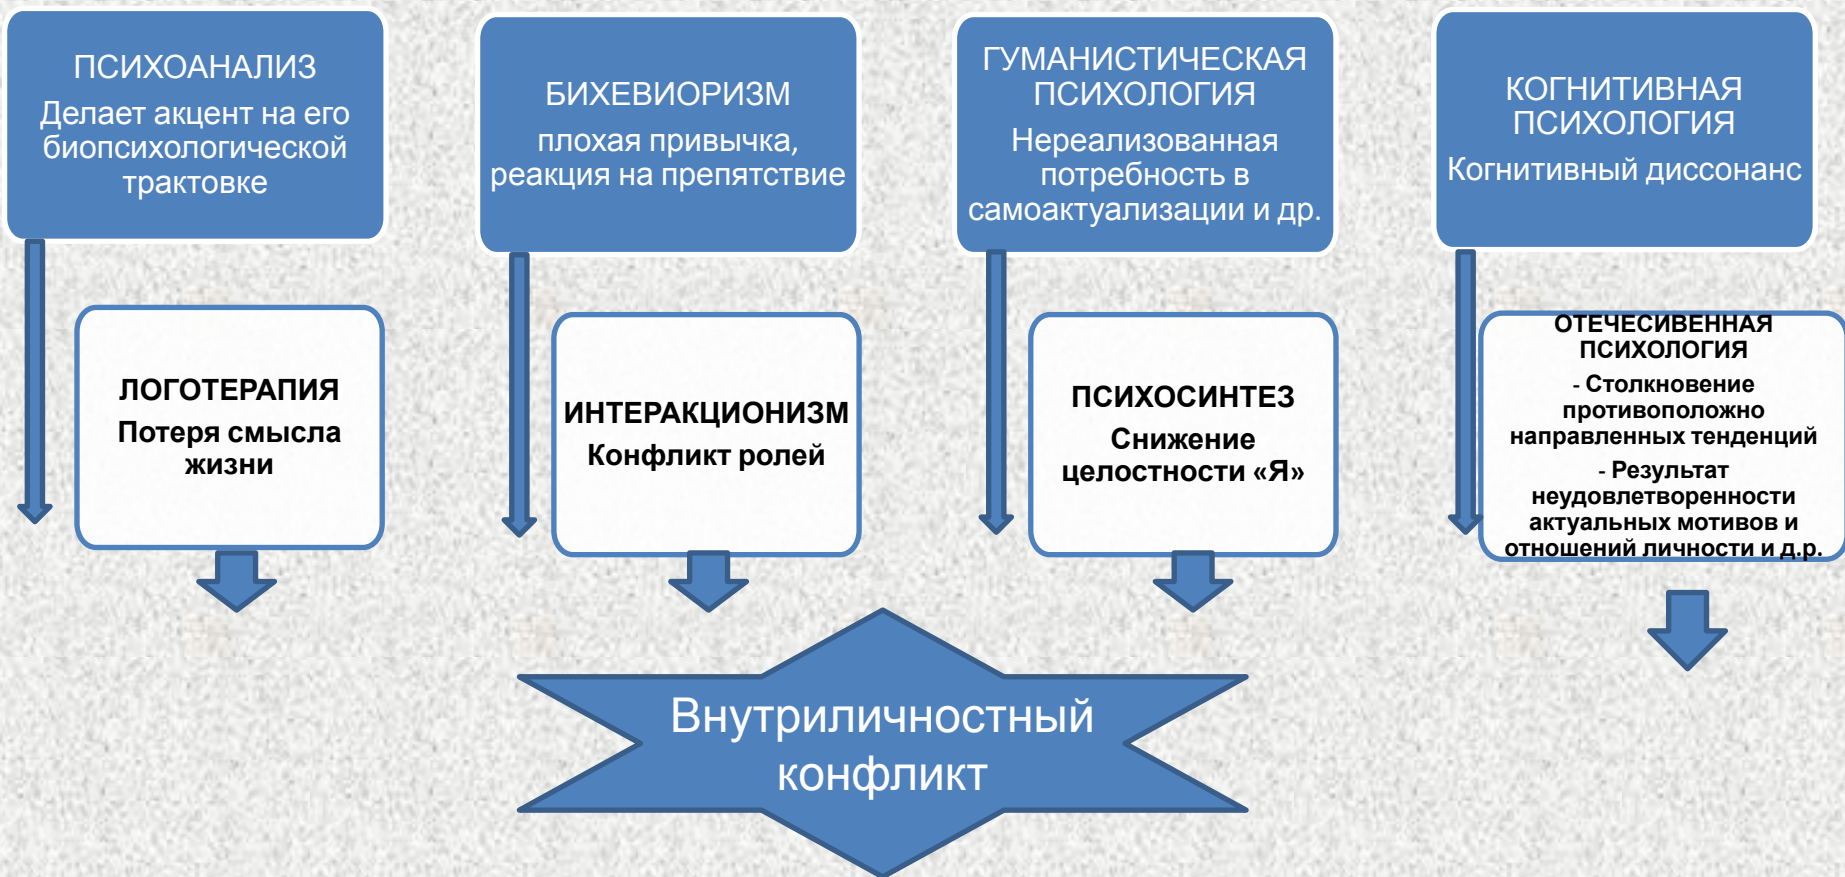 ПСИХОАНАЛИЗ
Делает акцент на его
биопсихологической
трактовке
БИХЕВИОРИЗМ
плохая привычка,
реакция на препятствие
ГУМАНИСТИЧЕСКАЯ
ПСИХОЛОГИЯ
Нереализованная
потребность в
самоактуализации и др.
КОГНИТИВНАЯ
ПСИХОЛОГИЯ
Когнитивный диссонанс
ЛОГОТЕРАПИЯ
Потеря смысла
жизни
ИНТЕРАКЦИОНИЗМ
Конфликт ролей
ПСИХОСИНТЕЗ
Снижение
целостности «Я»
ОТЕЧЕСИВЕННАЯ
ПСИХОЛОГИЯ
- Столкновение
противоположно
направленных тенденций
- Результат
неудовлетворенности
актуальных мотивов и
отношений личности и д.р.
Внутриличностный
конфликт